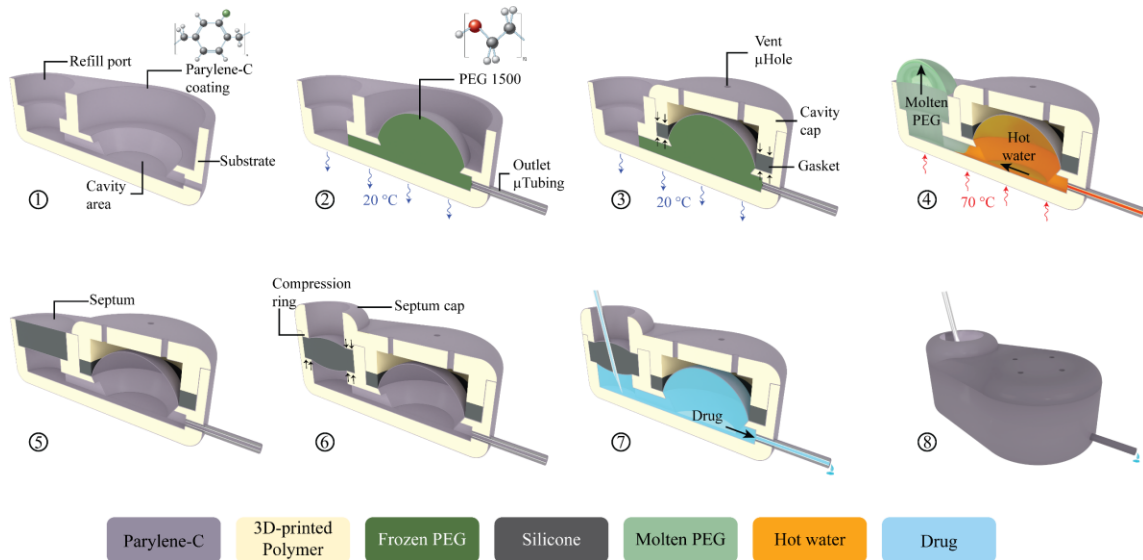 Refill port
Parylene-C
coating
Substrate
Cavity
area
①
n
PEG 1500
Outlet
µTubing
20 °C
②
Vent
µHole
Cavity
cap
Gasket
20 °C
③
Molten
PEG
Hot
water
70 °C
④
Septum
⑤
Compression
ring
Septum cap
⑥
Drug
⑦
⑧
Parylene-C
3D-printed
Polymer
Frozen PEG
Silicone
Molten PEG
Hot water
Drug